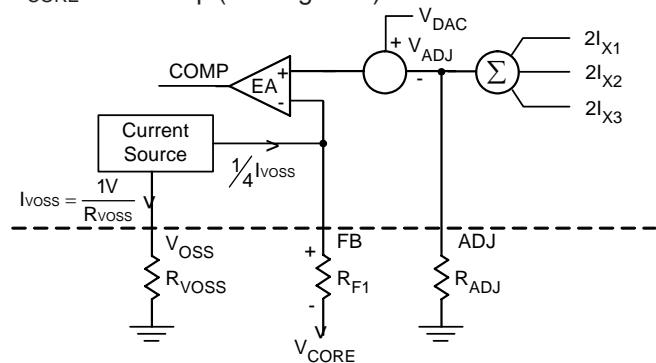 V_DAC
V_ADJ
COMP
EA
+
-
+
-
Σ
2I_X1
2I_X2
2I_X3
Current
Source
1/4 I_VOSS
I_VOSS = 1V / R_VOSS
V_OSS
FB
ADJ
R_VOSS
+
R_F1
-
R_ADJ
V_CORE